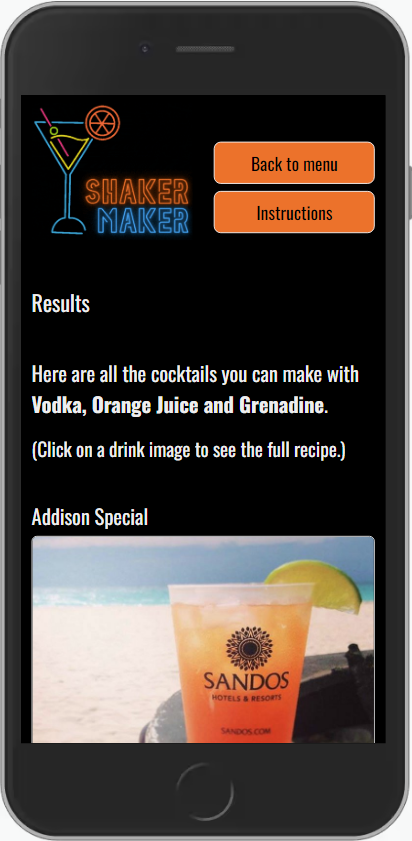 SHAKER
MAKER
Back to menu
Instructions
Results
Here are all the cocktails you can make with
Vodka, Orange Juice and Grenadine.
(Click on a drink image to see the full recipe.)
Addison Special
SANDOS
HOTELS & RESORTS
SANDOS.COM